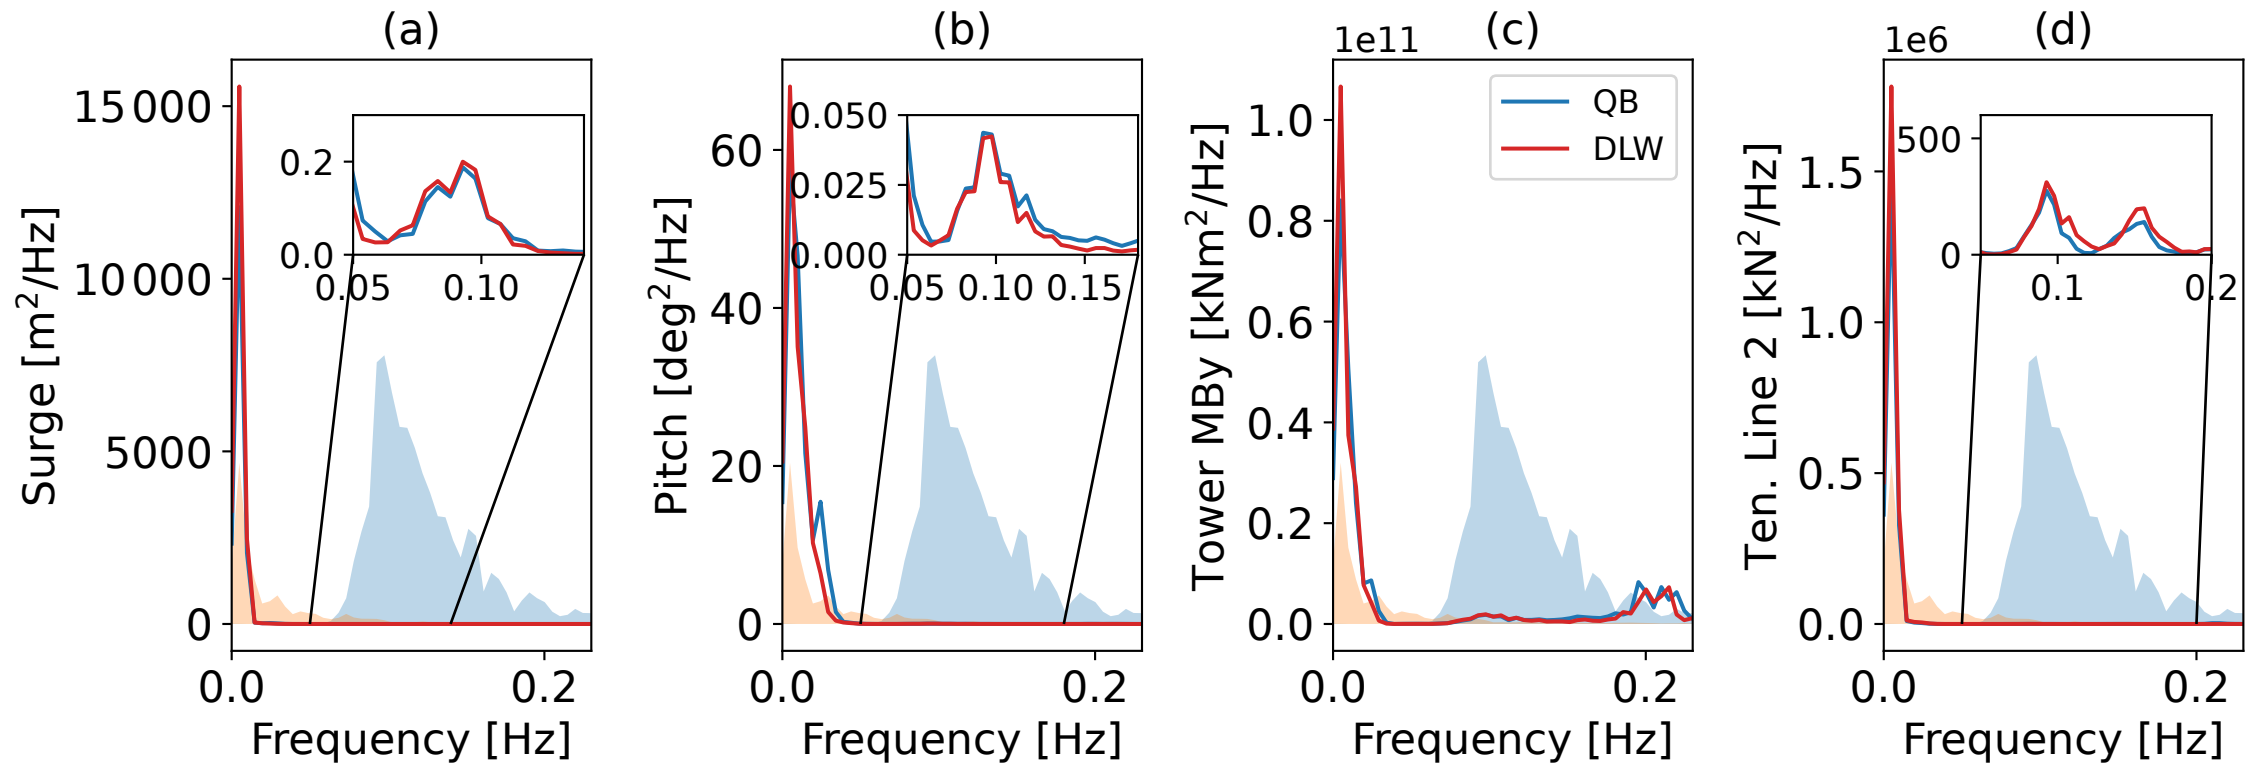 (a)
Surge [m²/Hz]
15 000
10 000
5000
0
0.2
0.0
0.05
0.10
0.0
0.2
Frequency [Hz]
(b)
Pitch [deg²/Hz]
60
40
20
0
0.050
0.025
0.000
0.05
0.10
0.15
0.0
0.2
Frequency [Hz]
1e11
(c)
Tower MBy [kNm²/Hz]
1.0
0.8
0.6
0.4
0.2
0.0
QB
DLW
0.0
0.2
Frequency [Hz]
1e6
(d)
Ten. Line 2 [kN²/Hz]
1.5
1.0
0.5
0.0
500
0
0.1
0.2
0.0
0.2
Frequency [Hz]